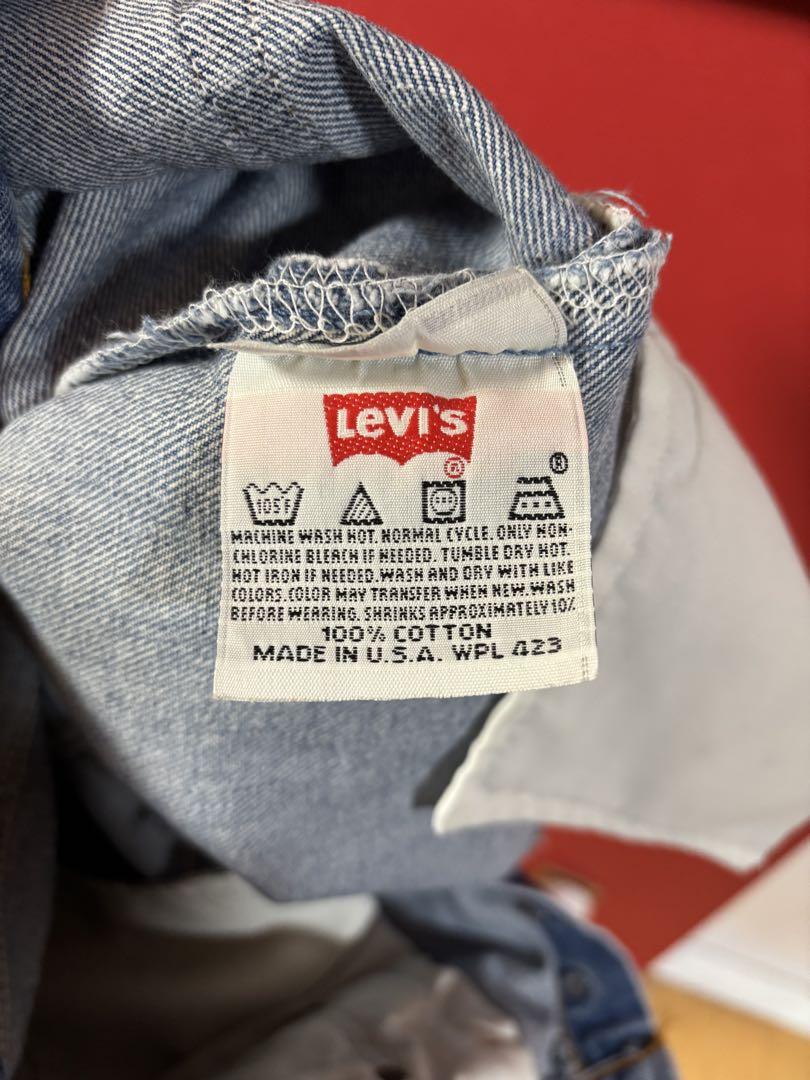 Levi's
®
®
105F
MACHINE WASH HOT. NORMAL CYCLE. ONLY NON-
CHLORINE BLEACH IF NEEDED. TUMBLE DRY HOT.
HOT IRON IF NEEDED. WASH AND DRY WITH LIKE
COLORS. COLOR MAY TRANSFER WHEN NEW. WASH
BEFORE WEARING. SHRINKS APPROXIMATELY 10%
100% COTTON
MADE IN U.S.A. WPL 423